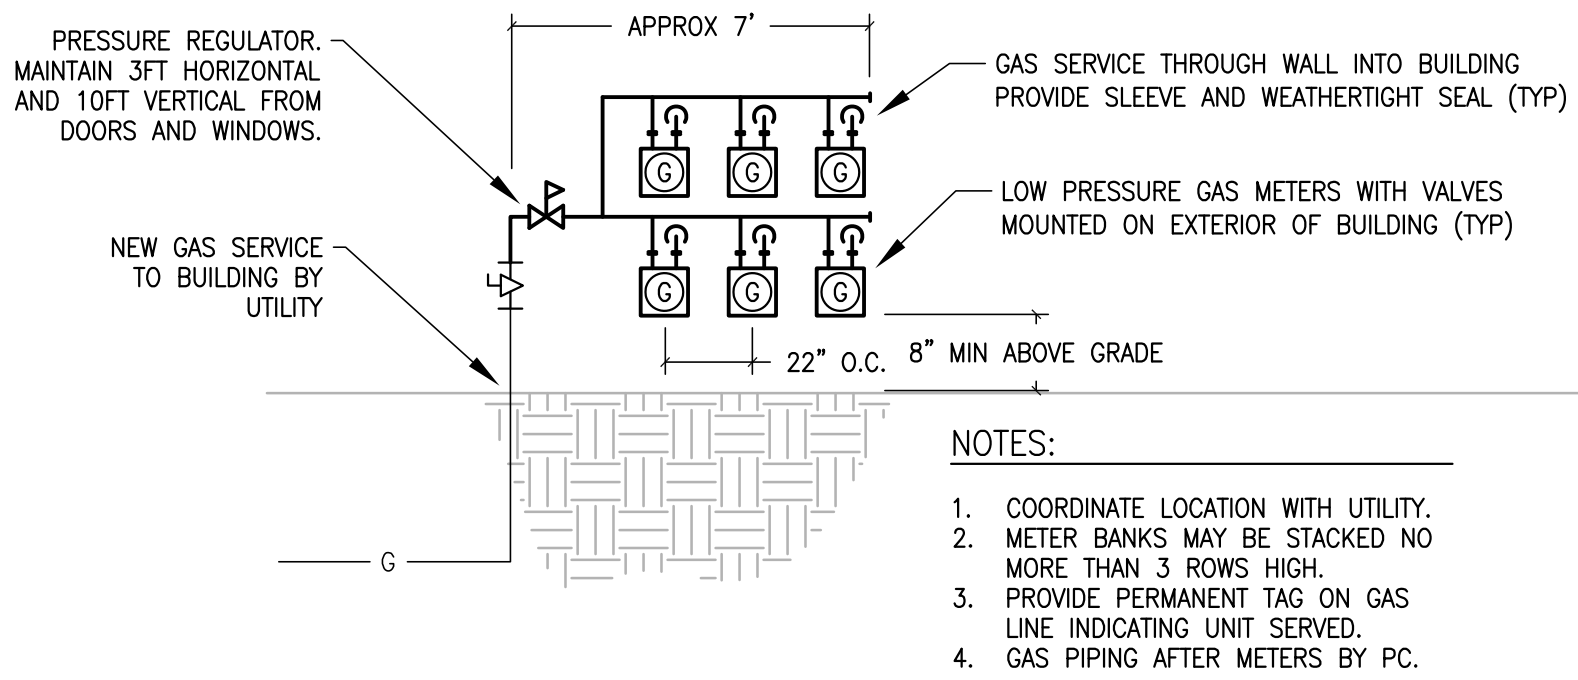 APPROX 7'
PRESSURE REGULATOR.
MAINTAIN 3FT HORIZONTAL
AND 10FT VERTICAL FROM
DOORS AND WINDOWS.
GAS SERVICE THROUGH WALL INTO BUILDING
PROVIDE SLEEVE AND WEATHERTIGHT SEAL (TYP)
G G G
LOW PRESSURE GAS METERS WITH VALVES
MOUNTED ON EXTERIOR OF BUILDING (TYP)
NEW GAS SERVICE
TO BUILDING BY
UTILITY
G G G
22" O.C.
8" MIN ABOVE GRADE
G
NOTES:
1. COORDINATE LOCATION WITH UTILITY.
2. METER BANKS MAY BE STACKED NO
MORE THAN 3 ROWS HIGH.
3. PROVIDE PERMANENT TAG ON GAS
LINE INDICATING UNIT SERVED.
4. GAS PIPING AFTER METERS BY PC.